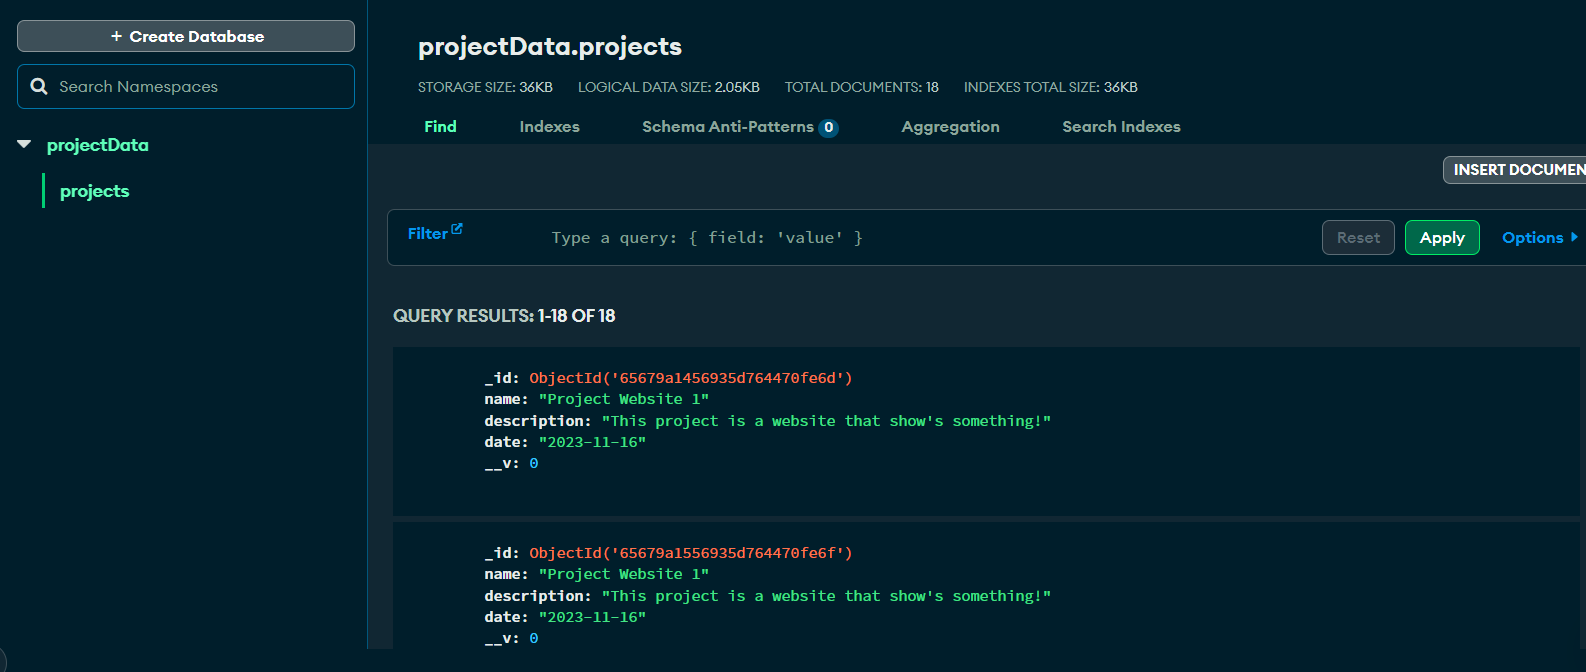 + Create Database
Search Namespaces
projectData
projects
projectData.projects
STORAGE SIZE: 36KB LOGICAL DATA SIZE: 2.05KB TOTAL DOCUMENTS: 18 INDEXES TOTAL SIZE: 36KB
Find Indexes Schema Anti-Patterns 0 Aggregation Search Indexes
INSERT DOCUMEN
Filter Type a query: { field: 'value' } Reset Apply Options
QUERY RESULTS: 1-18 OF 18
_id: ObjectId('65679a1456935d764470fe6d')
name: "Project Website 1"
description: "This project is a website that show's something!"
date: "2023-11-16"
__v: 0
_id: ObjectId('65679a1556935d764470fe6f')
name: "Project Website 1"
description: "This project is a website that show's something!"
date: "2023-11-16"
__v: 0